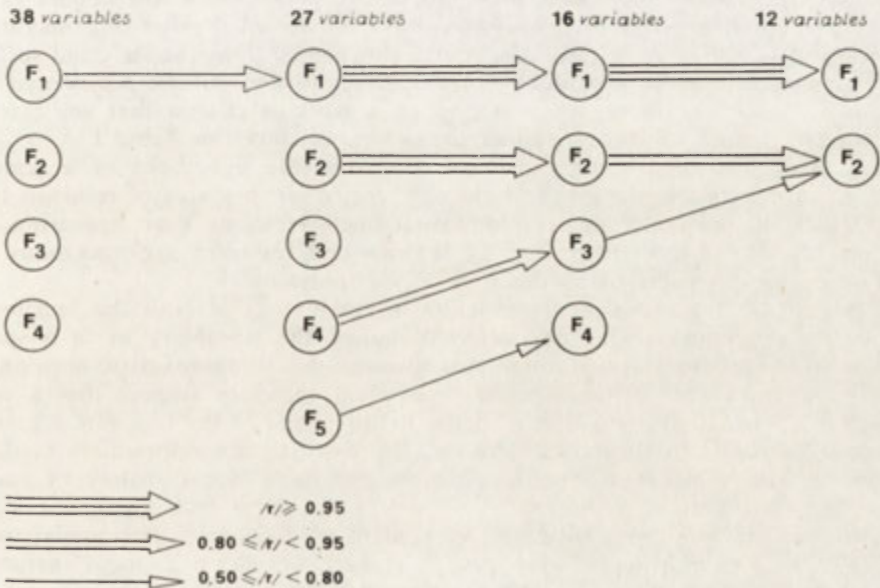 38 variables 27 variables 16 variables 12 variables
F1 F1 F1 F1
F2 F2 F2 F2
F3 F3 F3
F4 F4 F4
F5
/r/ ⩾ 0.95
0.80 ⩽ /r/ < 0.95
0.50 ⩽ /r/ < 0.80